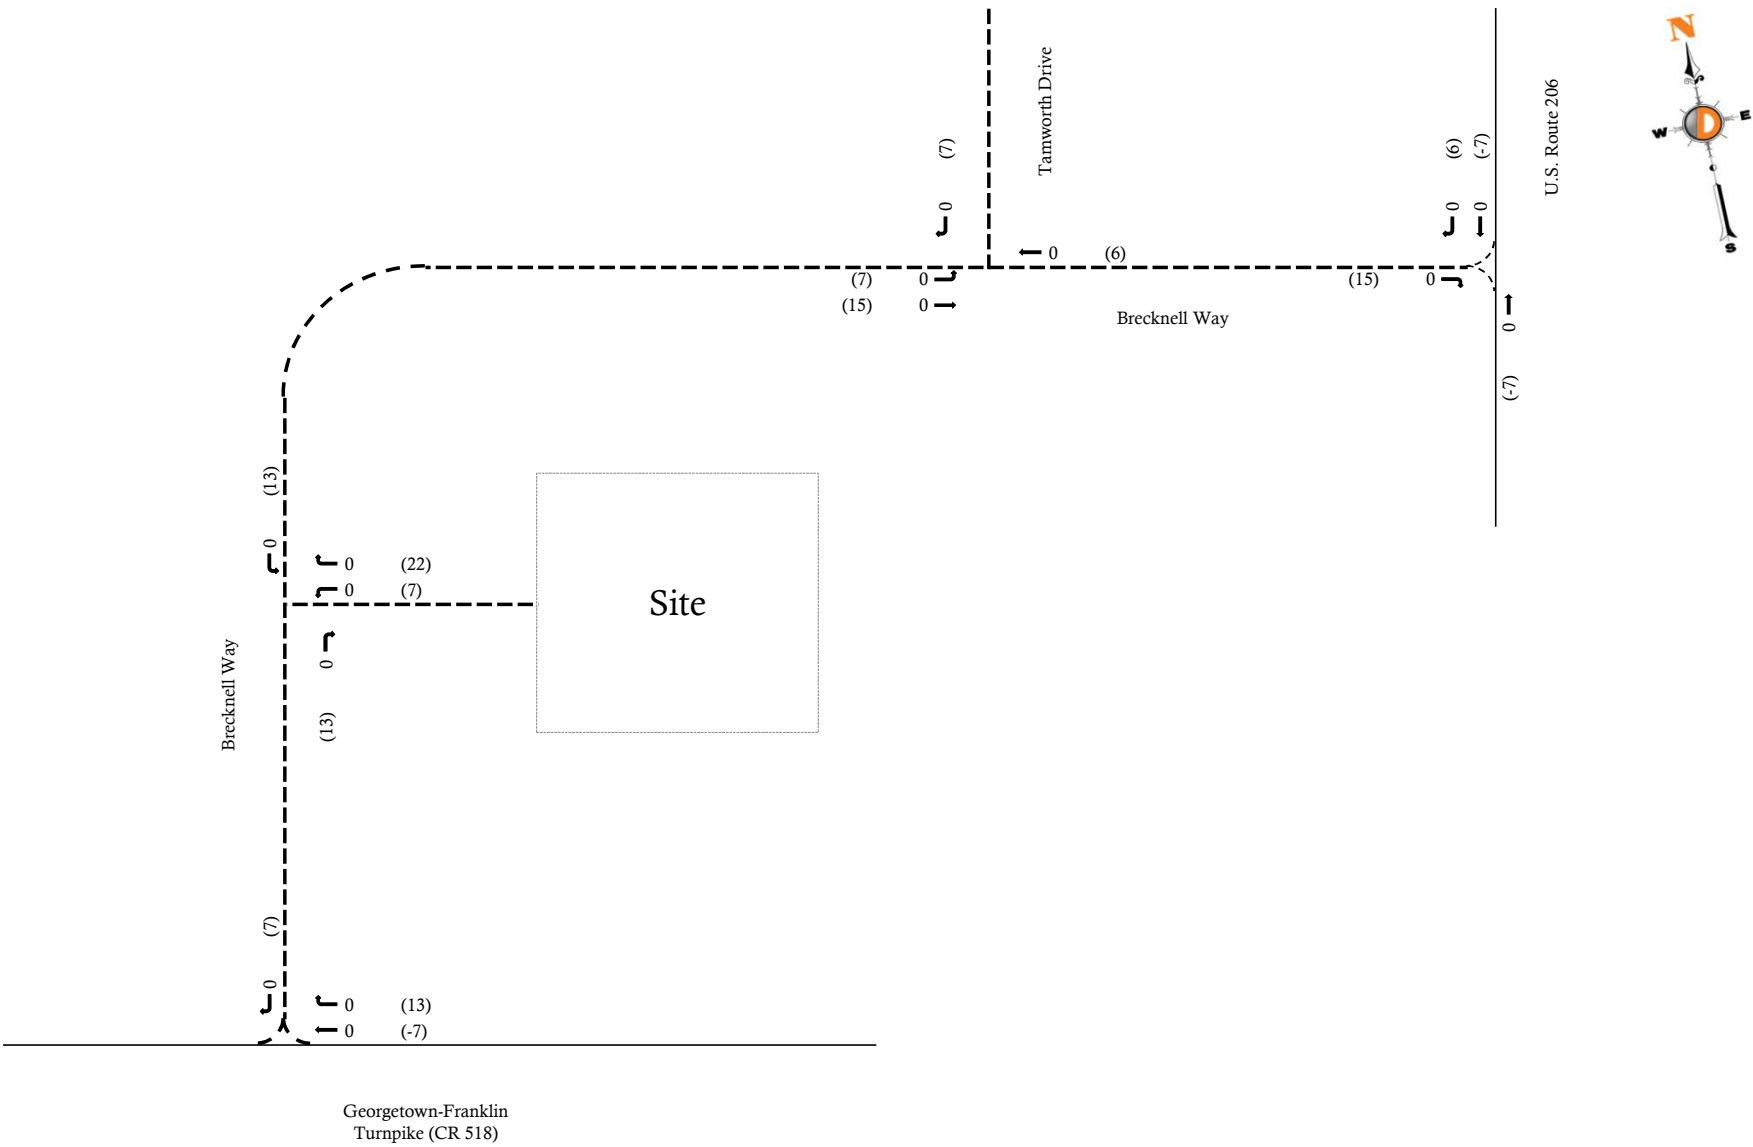 N
W
E
D
S
Tamworth Drive
U.S. Route 206
(7)
0
(6)
(-7)
0
0
0 (6)
(7) 0
(15) 0
(15) 0
Brecknell Way
0
(-7)
(13)
0
0 (22)
0 (7)
Site
0
(13)
Brecknell Way
(7)
0
0 (13)
0 (-7)
Georgetown-Franklin
Turnpike (CR 518)